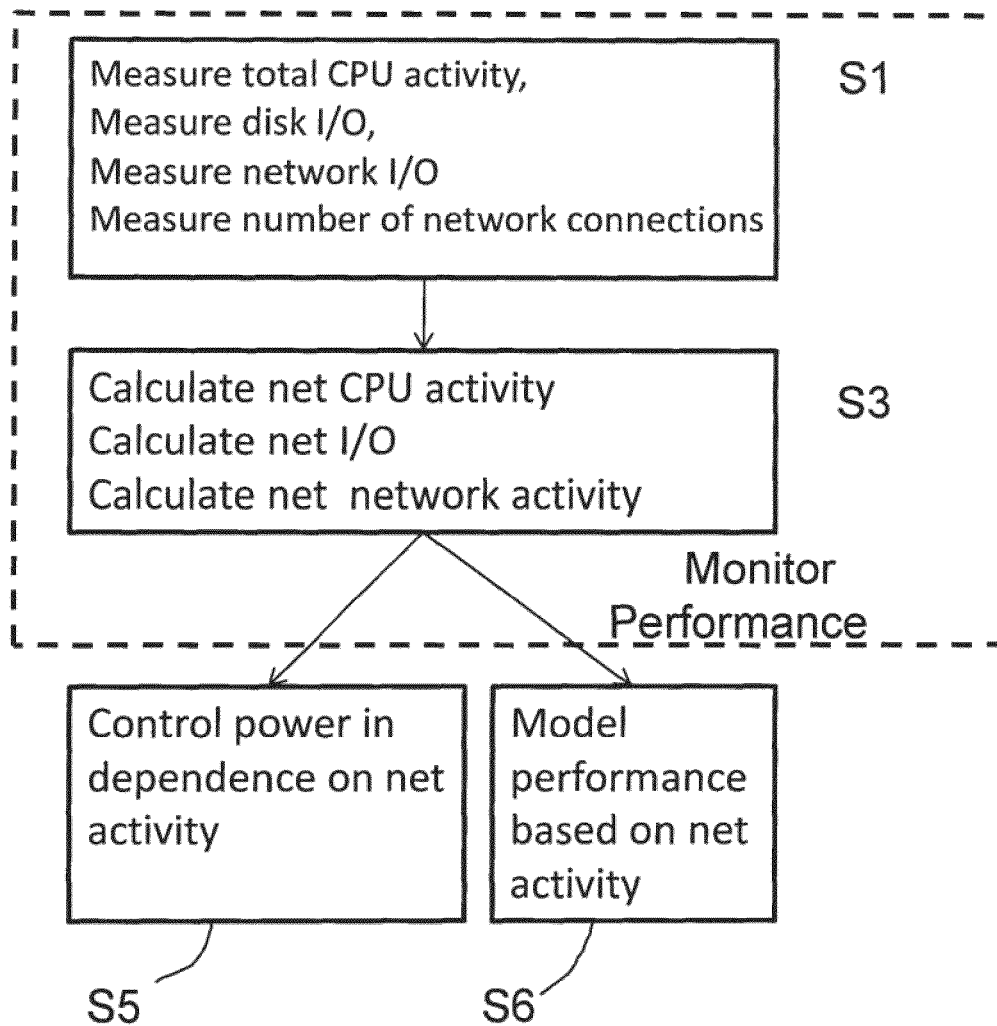 Measure total CPU activity,
Measure disk I/O,
Measure network I/O
Measure number of network connections
S1
Calculate net CPU activity
Calculate net I/O
Calculate net network activity
S3
Monitor
Performance
Control power in
dependence on net
activity
Model
performance
based on net
activity
S5
S6